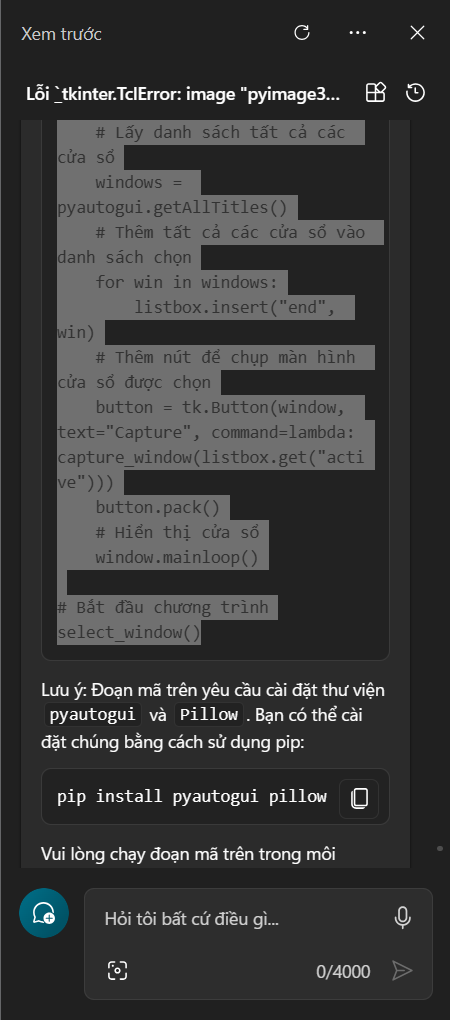 Xem trước
Lỗi `_tkinter.TclError: image "pyimage3...
# Lấy danh sách tất cả các
cửa sổ
windows =
pyautogui.getAllTitles()
# Thêm tất cả các cửa sổ vào
danh sách chọn
for win in windows:
listbox.insert("end",
win)
# Thêm nút để chụp màn hình
cửa sổ được chọn
button = tk.Button(window,
text="Capture", command=lambda:
capture_window(listbox.get("acti
ve")))
button.pack()
# Hiển thị cửa sổ
window.mainloop()
# Bắt đầu chương trình
select_window()
Lưu ý: Đoạn mã trên yêu cầu cài đặt thư viện
pyautogui và Pillow. Bạn có thể cài
đặt chúng bằng cách sử dụng pip:
pip install pyautogui pillow
Vui lòng chạy đoạn mã trên trong môi
Hỏi tôi bất cứ điều gì...
0/4000